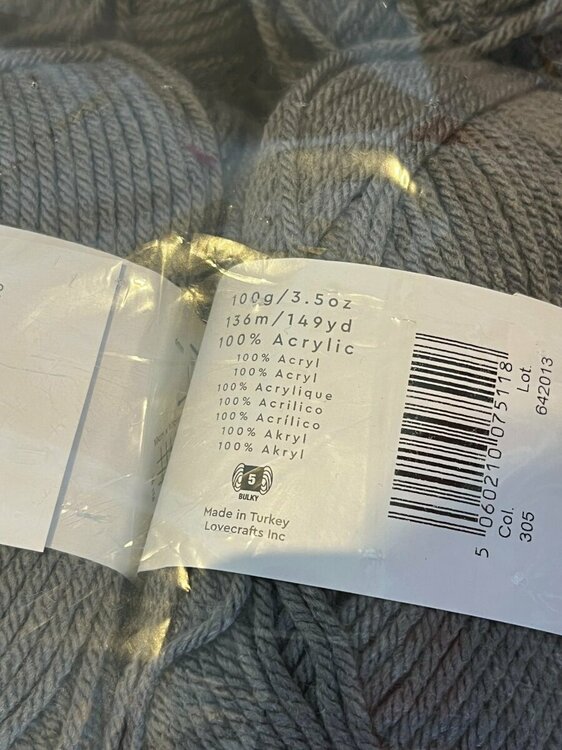 100g/3.5oz
136m/149yd
100% Acrylic
100% Acryl
100% Acryl
100% Acrylique
100% Acrilico
100% Acrílico
100% Akryl
100% Akryl
5
BULKY
Made in Turkey
Lovecrafts Inc
5 060210 075118
Col.
305
Lot.
642013